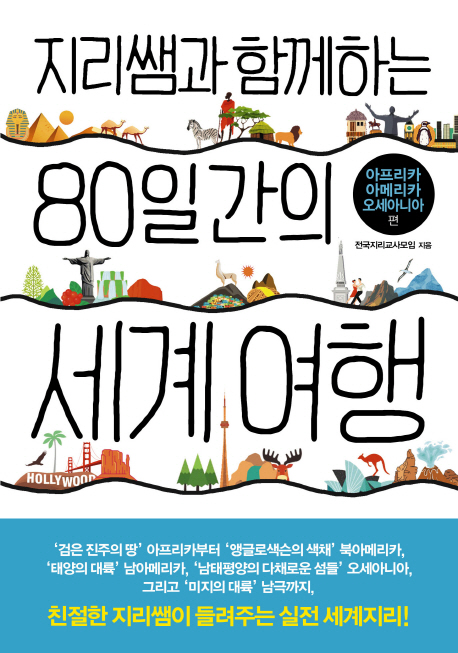 지리쌤과 함께하는
80일간의
아프리카
아메리카
오세아니아
편
전국지리교사모임 지음
세계 여행
HOLLYWOOD
‘검은 진주의 땅’ 아프리카부터 ‘앵글로색슨의 색채’ 북아메리카,
‘태양의 대륙’ 남아메리카, ‘남태평양의 다채로운 섬들’ 오세아니아,
그리고 ‘미지의 대륙’ 남극까지,
친절한 지리쌤이 들려주는 실전 세계지리!